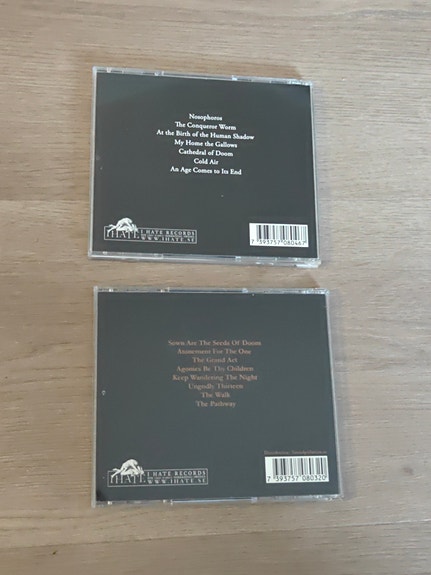 Nosophoros
The Conqueror Worm
At the Birth of the Human Shadow
My Home the Gallows
Cathedral of Doom
Cold Air
An Age Comes to Its End
IHATE
I HATE RECORDS
WWW.IHATE.SE
7 393757 080467
Sown Are The Seeds Of Doom
Atonement For The One
The Grand Act
Agonies Be Thy Children
Keep Wandering The Night
Ungodly Thirteen
The Walk
The Pathway
IHATE
I HATE RECORDS
WWW.IHATE.SE
7 393757 080320